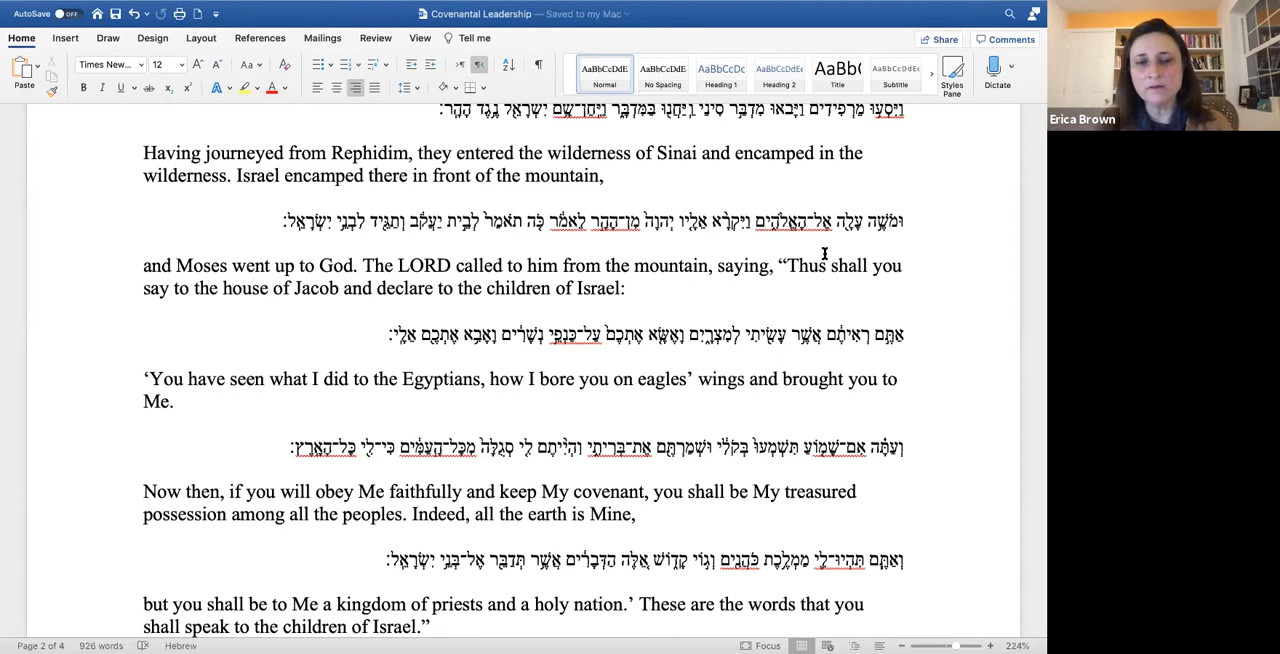 AutoSave OFF Covenantal Leadership — Saved to my Mac
Home Insert Draw Design Layout References Mailings Review View Tell me Share Comments
Paste Times New... 12 A A Aa A AaBbCcDdE AaBbCcDdE AaBbCcDc AaBbCcDdEe AaBb( AaBbCcDdEe
B I U ab x A A Normal No Spacing Heading 1 Heading 2 Title Subtitle Styles Pane Dictate
Erica Brown
וַיִּסְע֣וּ מֵרְפִידִ֗ים וַיָּבֹ֙אוּ֙ מִדְבַּ֣ר סִינַ֔י וַֽיַּחֲנ֖וּ בַּמִּדְבָּ֑ר וַיִּֽחַן־שָׁ֥ם יִשְׂרָאֵ֖ל נֶ֥גֶד הָהָֽר׃
Having journeyed from Rephidim, they entered the wilderness of Sinai and encamped in the
wilderness. Israel encamped there in front of the mountain,
וּמֹשֶׁ֥ה עָלָ֖ה אֶל־הָאֱלֹהִ֑ים וַיִּקְרָ֨א אֵלָ֤יו יְהוָה֙ מִן־הָהָ֣ר לֵאמֹ֔ר כֹּ֤ה תֹאמַר֙ לְבֵ֣ית יַעֲקֹ֔ב וְתַגֵּ֖יד לִבְנֵ֥י יִשְׂרָאֵֽל׃
and Moses went up to God. The LORD called to him from the mountain, saying, “Thus shall you
say to the house of Jacob and declare to the children of Israel:
אַתֶּ֣ם רְאִיתֶ֔ם אֲשֶׁ֥ר עָשִׂ֖יתִי לְמִצְרָ֑יִם וָאֶשָּׂ֤א אֶתְכֶם֙ עַל־כַּנְפֵ֣י נְשָׁרִ֔ים וָאָבִ֥א אֶתְכֶ֖ם אֵלָֽי׃
‘You have seen what I did to the Egyptians, how I bore you on eagles’ wings and brought you to
Me.
וְעַתָּ֗ה אִם־שָׁמ֤וֹעַ תִּשְׁמְעוּ֙ בְּקֹלִ֔י וּשְׁמַרְתֶּ֖ם אֶת־בְּרִיתִ֑י וִהְיִ֨יתֶם לִ֤י סְגֻלָּה֙ מִכָּל־הָ֣עַמִּ֔ים כִּי־לִ֖י כָּל־הָאָֽרֶץ׃
Now then, if you will obey Me faithfully and keep My covenant, you shall be My treasured
possession among all the peoples. Indeed, all the earth is Mine,
וְאַתֶּ֧ם תִּהְיוּ־לִ֛י מַמְלֶ֥כֶת כֹּהֲנִ֖ים וְג֣וֹי קָד֑וֹשׁ אֵ֚לֶּה הַדְּבָרִ֔ים אֲשֶׁ֥ר תְּדַבֵּ֖ר אֶל־בְּנֵ֥י יִשְׂרָאֵֽל׃
but you shall be to Me a kingdom of priests and a holy nation.’ These are the words that you
shall speak to the children of Israel.”
Page 2 of 4 926 words Hebrew Focus 224%